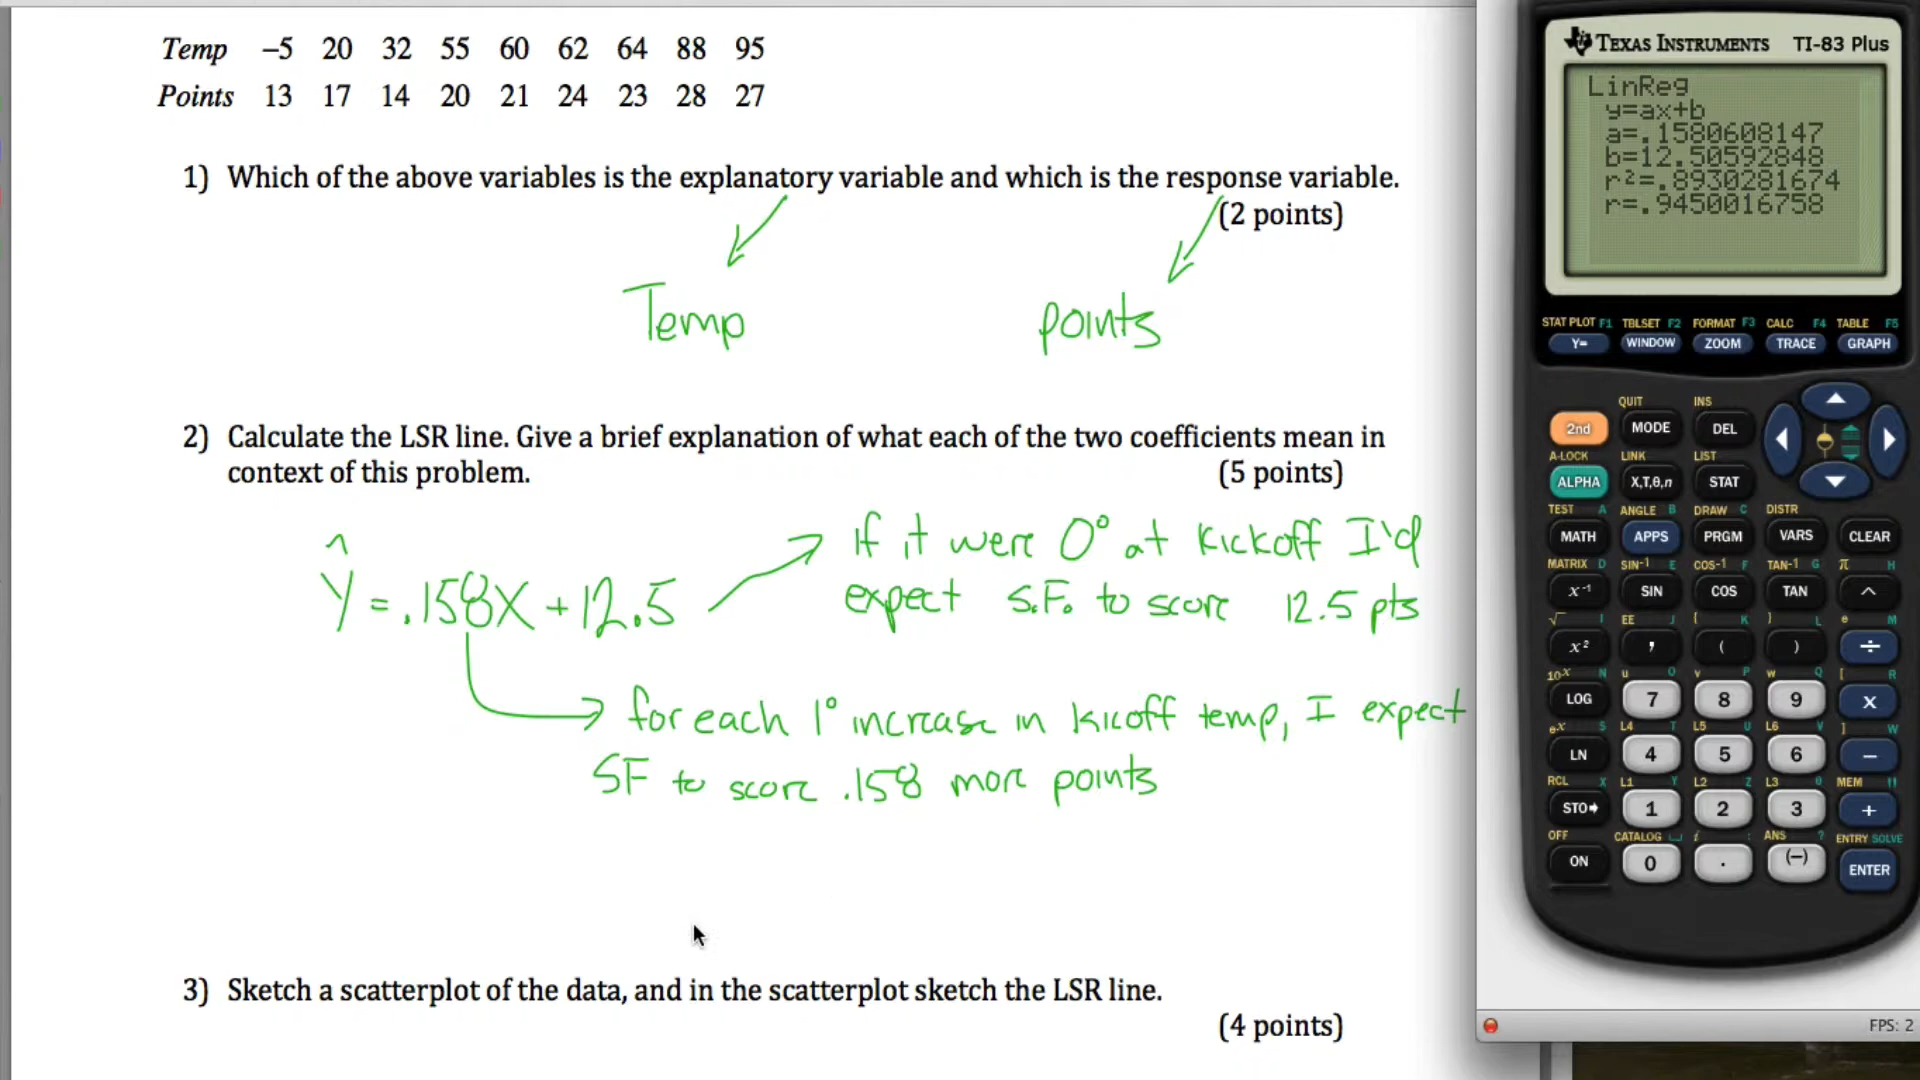 Temp –5 20 32 55 60 62 64 88 95
Points 13 17 14 20 21 24 23 28 27
1) Which of the above variables is the explanatory variable and which is the response variable.
(2 points)
Temp
points
2) Calculate the LSR line. Give a brief explanation of what each of the two coefficients mean in
context of this problem.
(5 points)
ŷ = .158X + 12.5
If it were 0° at kickoff I'd
expect S.F. to score 12.5 pts
for each 1° increase in kicoff temp, I expect
SF to score .158 more points
3) Sketch a scatterplot of the data, and in the scatterplot sketch the LSR line.
(4 points)
TEXAS INSTRUMENTS TI-83 Plus
LinReg
y=ax+b
a=.1580608147
b=12.50592848
r²=.8930281674
r=.9450016758
STAT PLOT F1 TBLSET F2 FORMAT F3 CALC F4 TABLE F5
Y= WINDOW ZOOM TRACE GRAPH
QUIT INS
2nd MODE DEL
A-LOCK LINK LIST
ALPHA X,T,θ,n STAT
TEST A ANGLE B DRAW C DISTR
MATH APPS PRGM VARS CLEAR
MATRIX D SIN⁻¹ E COS⁻¹ F TAN⁻¹ G π H
x⁻¹ SIN COS TAN ^
√ I EE J { K } L e M
x² , ( ) ÷
10ˣ N u O v P w Q [ R
LOG 7 8 9 x
eˣ S L4 T L5 U L6 V ] W
LN 4 5 6 −
RCL X L1 Y L2 Z L3 θ MEM "
STO➔ 1 2 3 +
OFF CATALOG i : ANS ? ENTRY SOLVE
ON 0 . (−) ENTER
FPS: 2